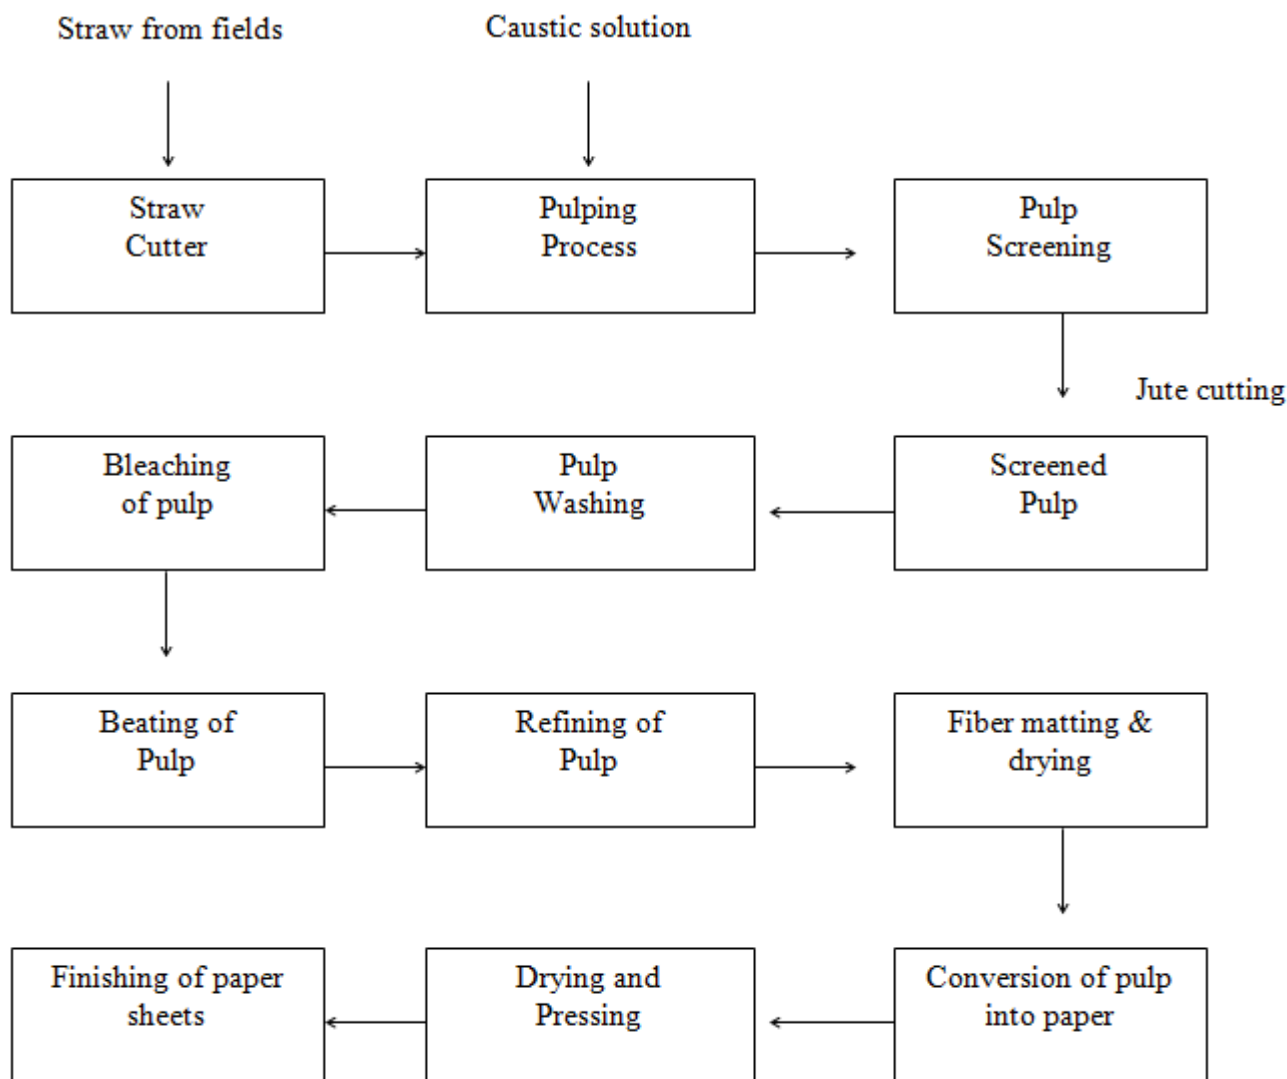 Straw from fields
Caustic solution
Straw
Cutter
Pulping
Process
Pulp
Screening
Jute cutting
Bleaching
of pulp
Pulp
Washing
Screened
Pulp
Beating of
Pulp
Refining of
Pulp
Fiber matting &
drying
Finishing of paper
sheets
Drying and
Pressing
Conversion of pulp
into paper